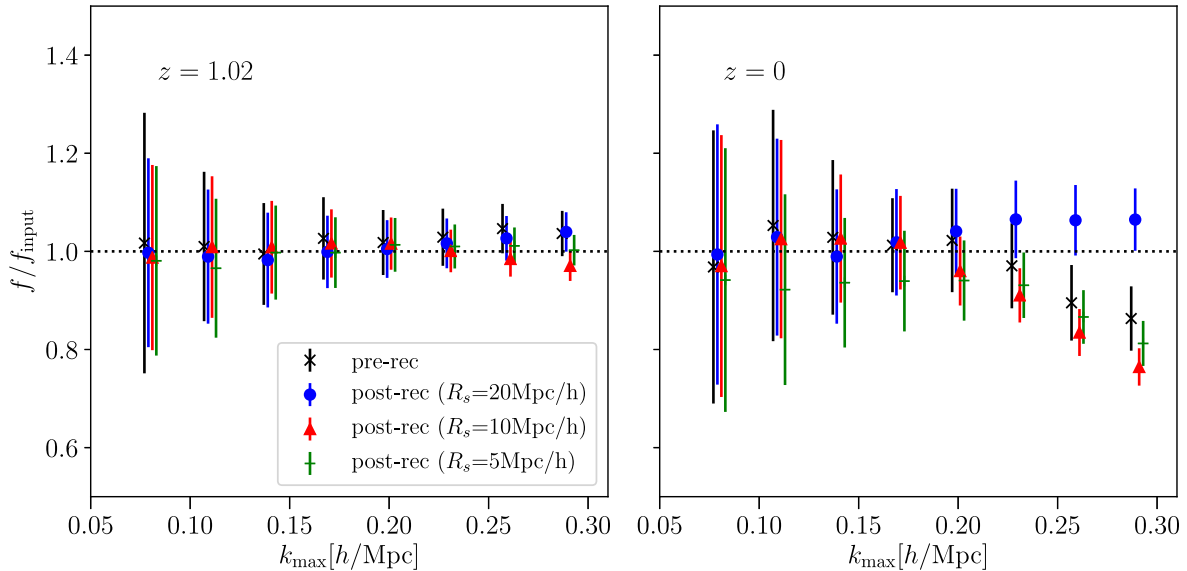 z = 1.02
z = 0
f/f_input
1.4
1.2
1.0
0.8
0.6
pre-rec
post-rec (R_s=20Mpc/h)
post-rec (R_s=10Mpc/h)
post-rec (R_s=5Mpc/h)
0.05 0.10 0.15 0.20 0.25 0.30
0.05 0.10 0.15 0.20 0.25 0.30
k_max[h/Mpc]
k_max[h/Mpc]